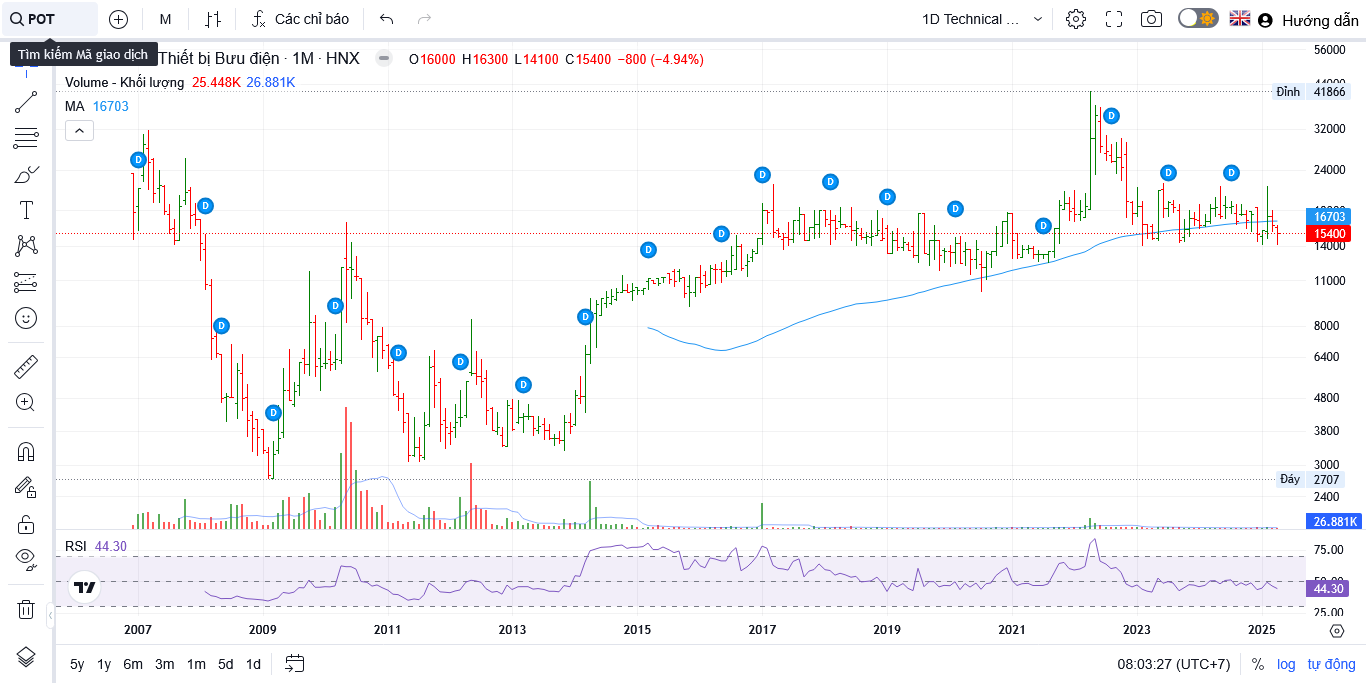 POT M Các chỉ báo 1D Technical ... Hướng dẫn
Tìm kiếm Mã giao dịch Thiết bị Bưu điện · 1M · HNX O16000 H16300 L14100 C15400 −800 (−4.94%)
Volume - Khối lượng 25.448K 26.881K
MA 16703
56000
Đỉnh 41866
32000
24000
16703
15400
14000
11000
8000
6400
4800
3800
3000
Đáy 2707
2400
26.881K
D D D D D D D D D D D D D D D D D D D D
RSI 44.30
75.00
44.30
25.00
2007 2009 2011 2013 2015 2017 2019 2021 2023 2025
5y 1y 6m 3m 1m 5d 1d 08:03:27 (UTC+7) % log tự động